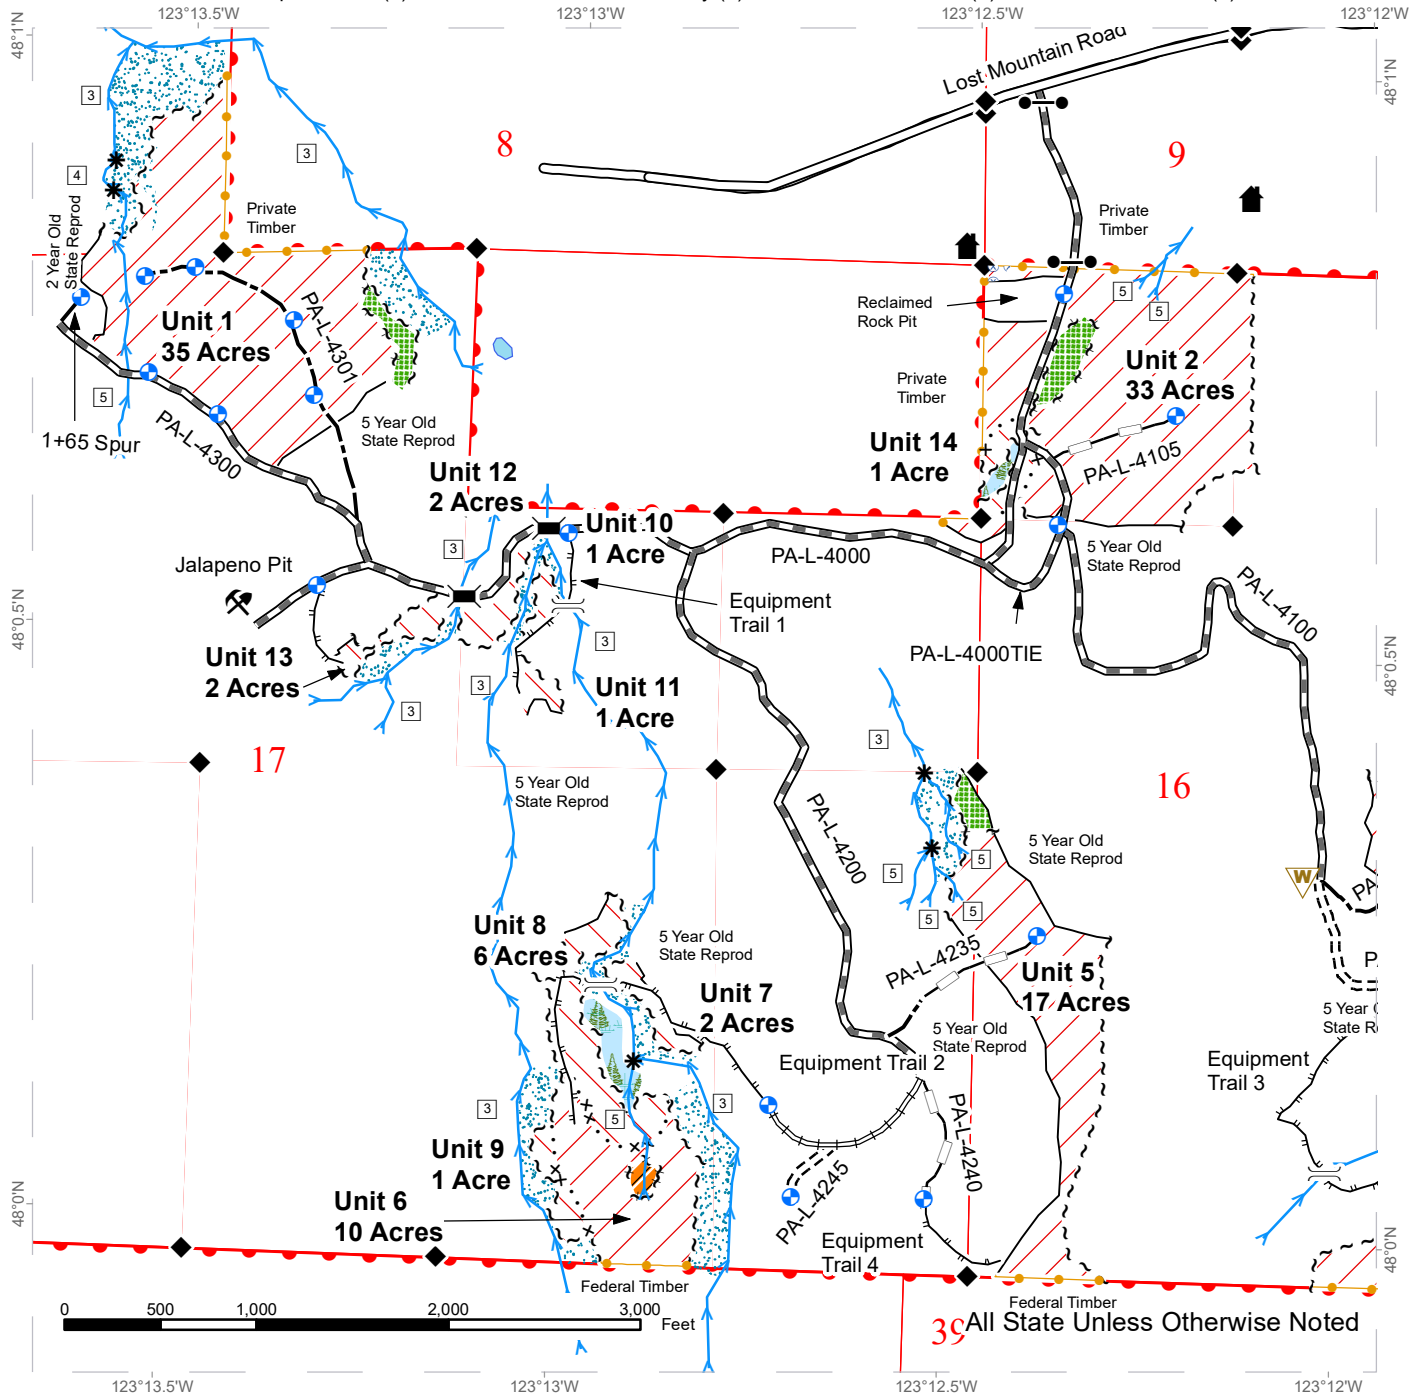 123°13.5'W
123°13'W
123°12.5'W
123°12'W
48°1'N
48°1'N
Lost Mountain Road
3
8
9
3
4
2 Year Old
State Reprod
Private
Timber
Private
Timber
5
5
Reclaimed
Rock Pit
Unit 1
35 Acres
PA-L-4301
Unit 2
33 Acres
Private
Timber
5
5 Year Old
State Reprod
1+65 Spur
PA-L-4300
Unit 14
1 Acre
PA-L-4105
Unit 12
2 Acres
Unit 10
1 Acre
PA-L-4000
3
5 Year Old
State Reprod
Jalapeno Pit
PA-L-4100
Equipment
Trail 1
48°0.5'N
48°0.5'N
3
PA-L-4000TIE
Unit 13
2 Acres
3
Unit 11
1 Acre
3
3
17
5 Year Old
State Reprod
16
PA-L-4200
5 Year Old
State Reprod
5
5
5
5
W
PA
Unit 8
6 Acres
5 Year Old
State Reprod
PA-L-4235
Unit 5
17 Acres
P
Unit 7
2 Acres
5 Year Old
State Reprod
5 Year
State R
Equipment Trail 2
Equipment
Trail 3
3
5
3
PA-L-4240
Unit 9
1 Acre
PA-L-4245
Unit 6
10 Acres
48°0'N
48°0'N
Equipment
Trail 4
Federal Timber
Federal Timber
0 500 1,000 2,000 3,000
Feet
39
All State Unless Otherwise Noted
123°13.5'W
123°13'W
123°12.5'W
123°12'W